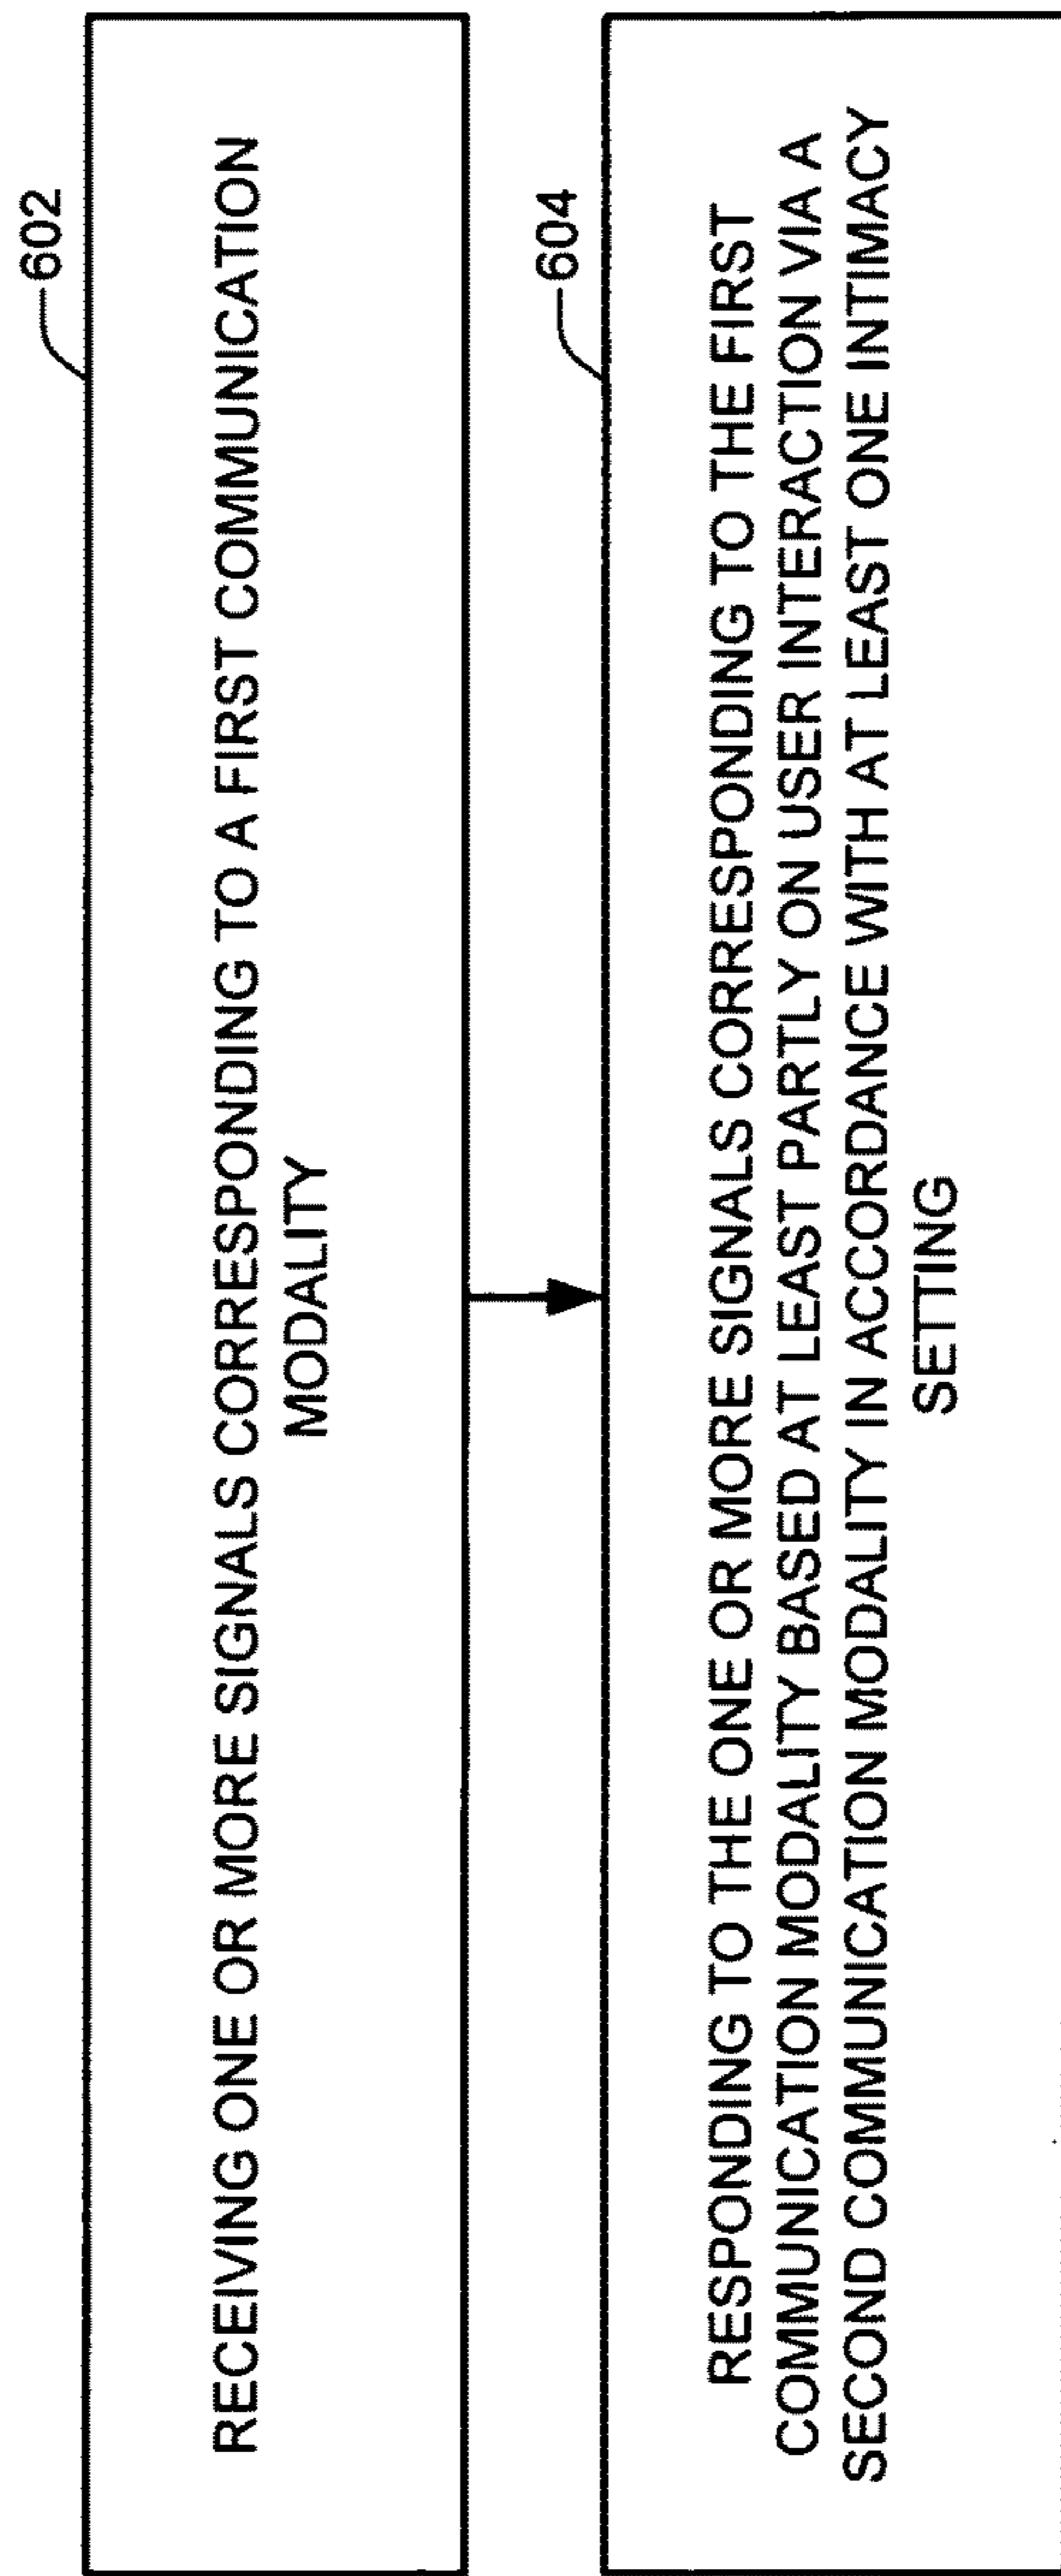 602
RECEIVING ONE OR MORE SIGNALS CORRESPONDING TO A FIRST COMMUNICATION
MODALITY
604
RESPONDING TO THE ONE OR MORE SIGNALS CORRESPONDING TO THE FIRST
COMMUNICATION MODALITY BASED AT LEAST PARTLY ON USER INTERACTION VIA A
SECOND COMMUNICATION MODALITY IN ACCORDANCE WITH AT LEAST ONE INTIMACY
SETTING